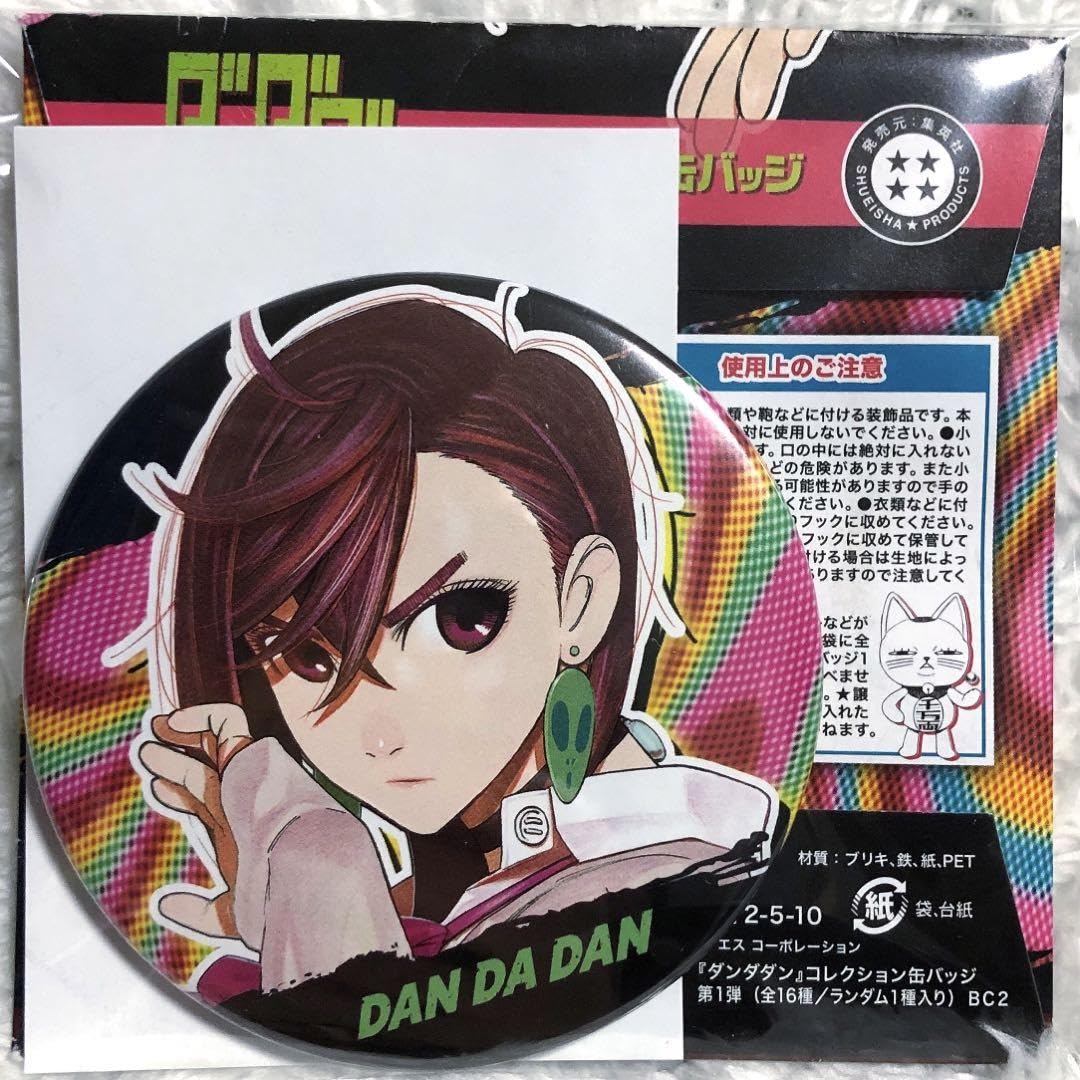 ダダダ
缶バッジ
発売元：集英社
SHUEISHA★PRODUCTS
使用上のご注意
類や鞄などに付ける装飾品です。本
対に使用しないでください。●小
す。口の中には絶対に入れない
どの危険があります。また小
る可能性がありますので手の
ください。●衣類などに付
のフックに収めてください。
フックに収めて保管して
付ける場合は生地によっ
ありますので注意してく
などが
袋に全
バッジ1
べませ
。★譲
入れた
ねます。
千万両
DAN DA DAN
材質：ブリキ、鉄、紙、PET
2-5-10
紙
袋、台紙
エス コーポレーション
『ダンダダン』コレクション缶バッジ
第1弾（全16種／ランダム1種入り） BC2